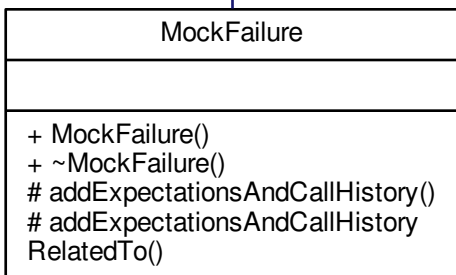 MockFailure
+ MockFailure()
+ ~MockFailure()
# addExpectationsAndCallHistory()
# addExpectationsAndCallHistory
RelatedTo()